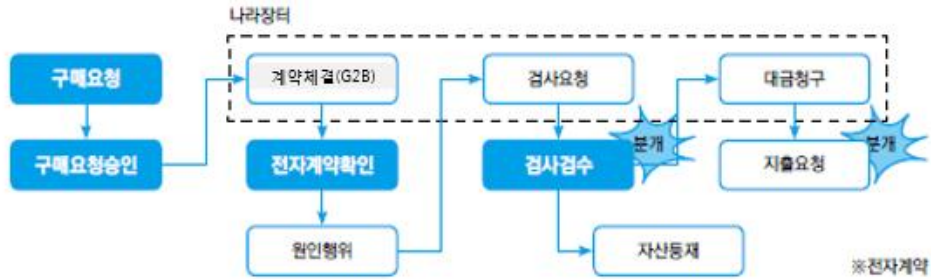 나라장터
구매요청
계약체결(G2B)
검사요청
대금청구
구매요청승인
전자계약확인
검사검수
분개
지출요청
분개
원인행위
자산등재
※전자계약